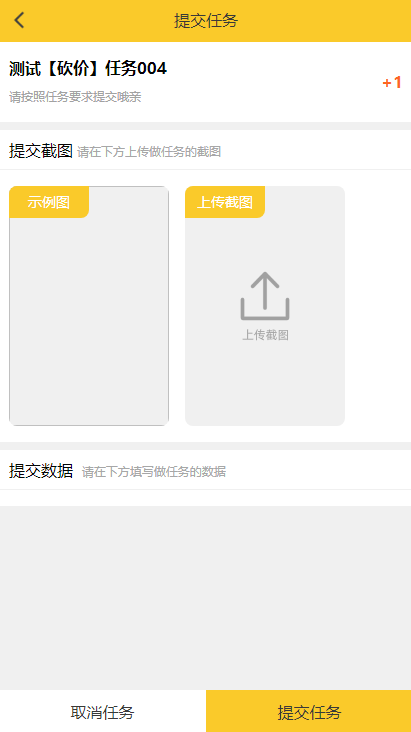 提交任务
测试【砍价】任务004
请按照任务要求提交哦亲
+1
提交截图 请在下方上传做任务的截图
示例图
上传截图
上传截图
提交数据 请在下方填写做任务的数据
取消任务
提交任务